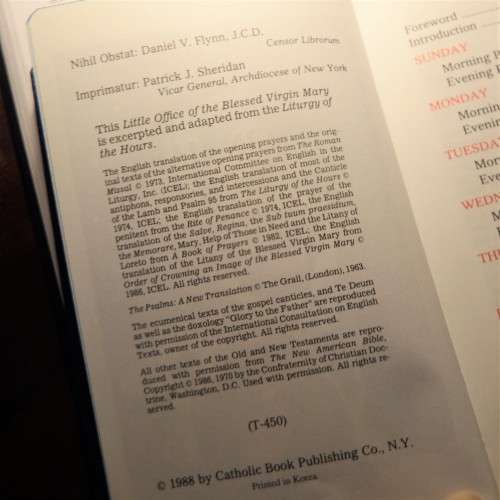 Nihil Obstat: Daniel V. Flynn, J.C.D.
Censor Librorum
Imprimatur: Patrick J. Sheridan
Vicar General, Archdiocese of New York
This Little Office of the Blessed Virgin Mary
is excerpted and adapted from the Liturgy of
the Hours.
The English translation of the opening prayers and the orig-
inal texts of the alternative opening prayers from The Roman
Missal © 1973, International Committee on English in the
Liturgy, Inc. (ICEL); the English translation of most of the
antiphons, responsories, and intercessions and the Canticle
of the Lamb and Psalm 95 from The Liturgy of the Hours ©
1974, ICEL; the English translation of the prayer of the
penitent from the Rite of Penance © 1974, ICEL, the English
translation of the Salve, Regina, the Sub tuum praesidium,
the Memorare, Mary, Help of Those in Need and the Litany of
Loreto from A Book of Prayers © 1982, ICEL; the English
translation of the Litany of the Blessed Virgin Mary from
Order of Crowning an Image of the Blessed Virgin Mary ©
1986, ICEL. All rights reserved.
The Psalms: A New Translation © The Grail, (London), 1963.
The ecumenical texts of the gospel canticles, and Te Deum
as well as the doxology "Glory to the Father" are reproduced
with permission of the International Consultation on English
Texts, owner of the copyright. All rights reserved.
All other texts of the Old and New Testaments are repro-
duced with permission from The New American Bible,
Copyright © 1986, 1970 by the Confraternity of Christian Doc-
trine, Washington, D.C. Used with permission. All rights re-
served.
(T-450)
© 1988 by Catholic Book Publishing Co., N.Y.
Printed in Korea
Foreword
Introduction
SUNDAY
Morning P
Evening P
MONDAY
Morning
Evening
TUESDA
Mor
Eve
WEDN
M
TH